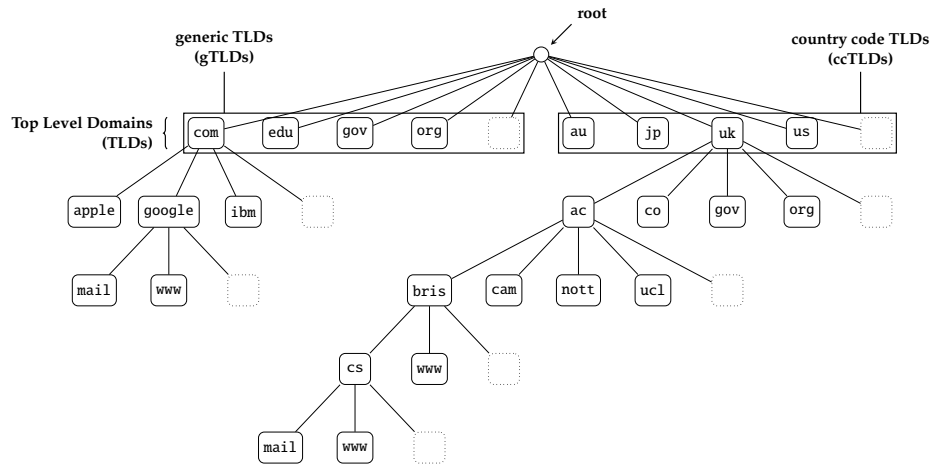 root
generic TLDs
(gTLDs)
country code TLDs
(ccTLDs)
Top Level Domains
(TLDs)
com edu gov org au jp uk us
apple google ibm ac co gov org
mail www bris cam nott ucl
cs www
mail www